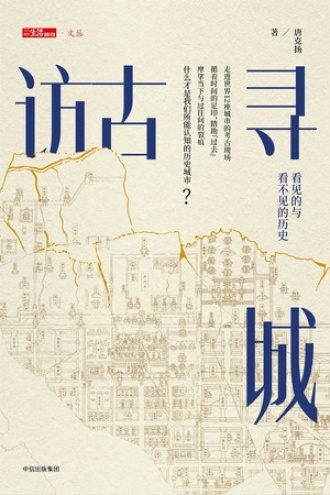 三联生活周刊·文丛
唐克扬
著
访古寻城
看见的与
看不见的历史
走进世界12座城市的考古现场
循着时间的足印，踏勘“过去”
摩挲当下与过往间的裂痕
什么才是我们所能认知的历史城市？
中信出版集团